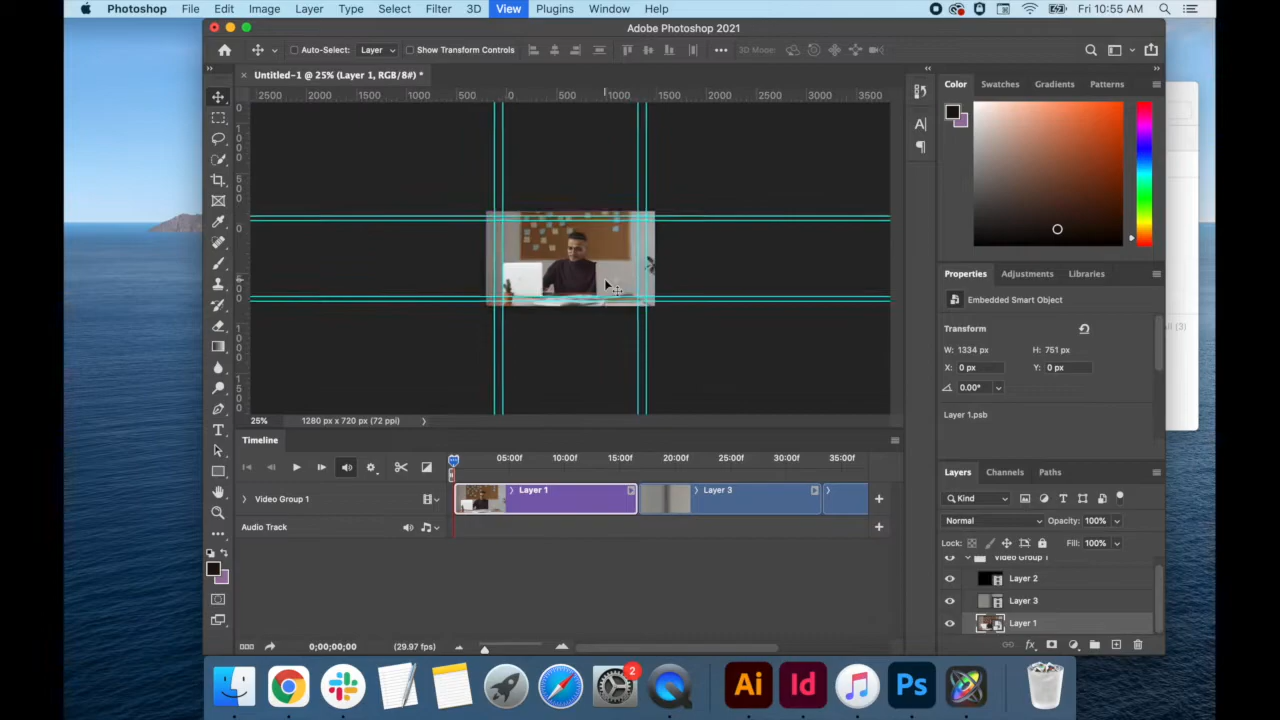 Photoshop File Edit Image Layer Type Select Filter 3D View Plugins Window Help Fri 10:55 AM
Adobe Photoshop 2021
Auto-Select: Layer Show Transform Controls 3D Mode:
Untitled-1 @ 25% (Layer 1, RGB/8#) *
2500 2000 1500 1000 500 0 500 1000 1500 2000 2500 3000 3500
Color Swatches Gradients Patterns
Properties Adjustments Libraries
Embedded Smart Object
Transform
W: 1334 px H: 751 px
X: 0 px Y: 0 px
0.00°
Layer 1.psb
25% 1280 px x 720 px (72 ppi)
Timeline
05:00f 10:00f 15:00f 20:00f 25:00f 30:00f 35:00f
Video Group 1 Layer 1 Layer 3
Audio Track
0;00;00;00 (29.97 fps)
Layers Channels Paths
Kind
Normal Opacity: 100%
Lock: Fill: 100%
Video Group 1
Layer 2
Layer 3
Layer 1
2
Ai Id Ps